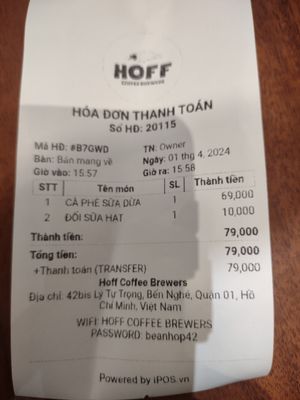 HOFF
COFFEE BREWERS
HÓA ĐƠN THANH TOÁN
Số HĐ: 20115
Mã HĐ: #B7GWD TN: Owner
Bàn: Bán mang về Ngày: 01 thg 4, 2024
Giờ vào: 15:57 Giờ ra: 15:58
STT Tên món SL Thành tiền
1 CÀ PHÊ SỮA DỪA 1 69,000
2 ĐỔI SỮA HẠT 1 10,000
Thành tiền: 79,000
Tổng tiền: 79,000
+Thanh toán (TRANSFER) 79,000
Hoff Coffee Brewers
Địa chỉ: 42bis Lý Tự Trọng, Bến Nghé, Quận 01, Hồ
Chí Minh, Việt Nam
WIFI: HOFF COFFEE BREWERS
PASSWORD: beanhop42
Powered by iPOS.vn